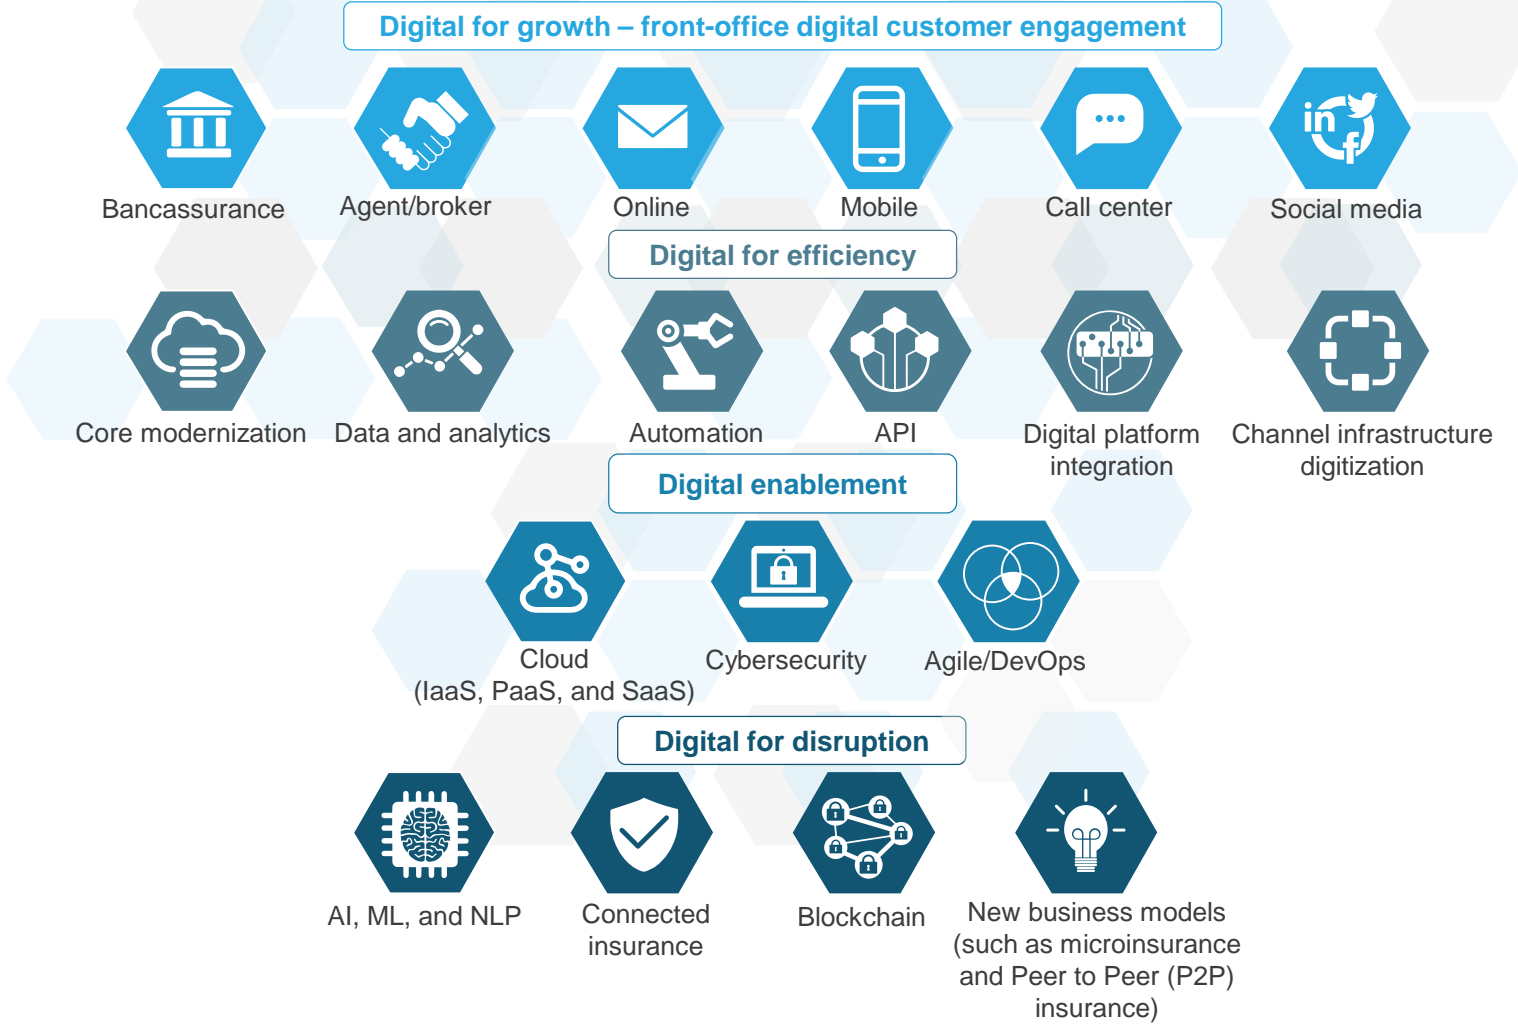 Digital for growth – front-office digital customer engagement
in
f
Bancassurance
Agent/broker
Online
Mobile
Call center
Social media
Digital for efficiency
Core modernization
Data and analytics
Automation
API
Digital platform
integration
Channel infrastructure
digitization
Digital enablement
Cloud
(IaaS, PaaS, and SaaS)
Cybersecurity
Agile/DevOps
Digital for disruption
AI, ML, and NLP
Connected
insurance
Blockchain
New business models
(such as microinsurance
and Peer to Peer (P2P)
insurance)